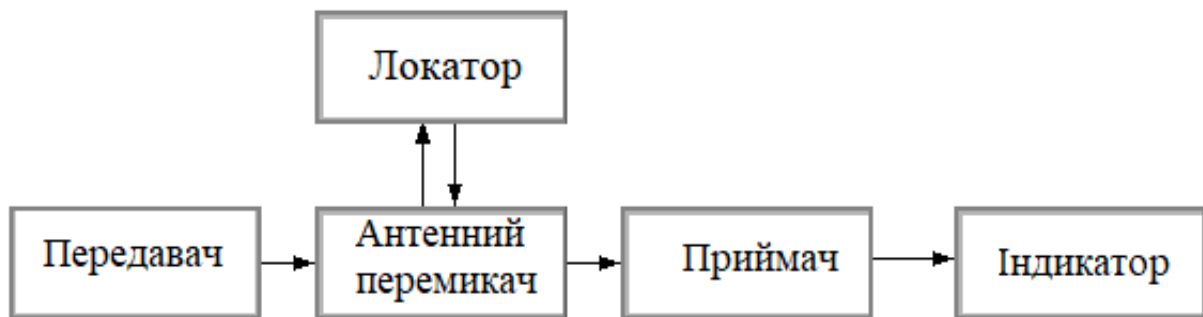 Локатор
Передавач
Антенний
перемикач
Приймач
Індикатор